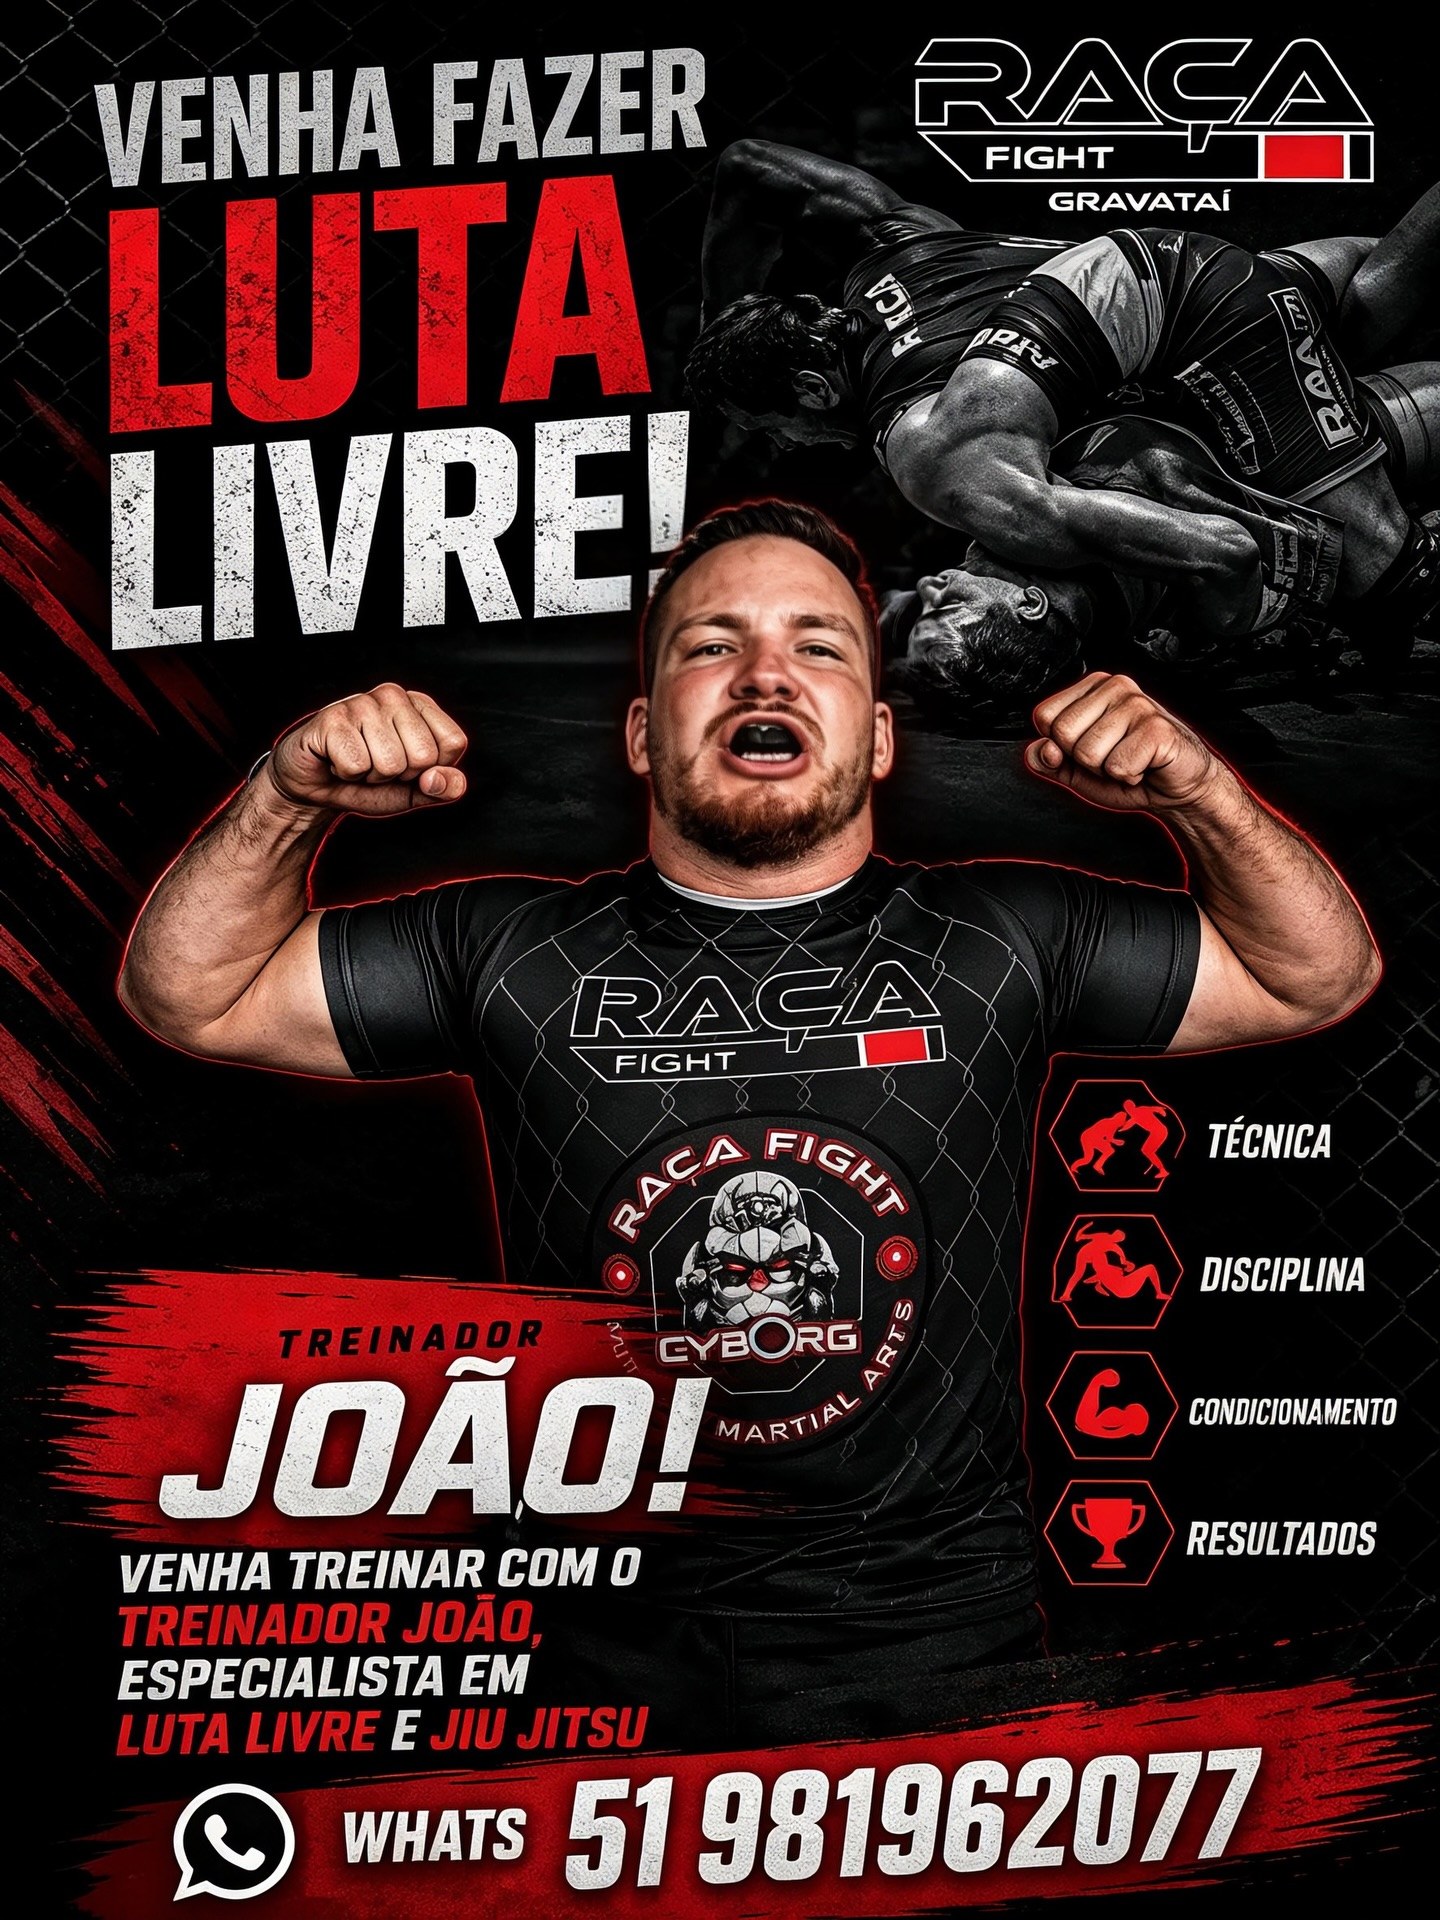 VENHA FAZER
LUTA
LIVRE!
RAÇA
FIGHT
GRAVATAÍ
RAÇA
FIGHT
RAÇA FIGHT
CYBORG
MARTIAL ARTS
TÉCNICA
DISCIPLINA
CONDICIONAMENTO
RESULTADOS
TREINADOR
JOÃO!
VENHA TREINAR COM O
TREINADOR JOÃO,
ESPECIALISTA EM
LUTA LIVRE E JIU JITSU
WHATS 51 981962077